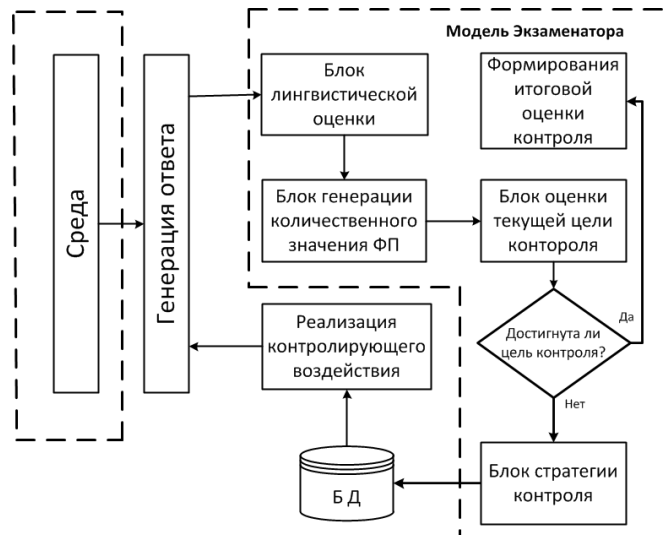 Модель Экзаменатора
Среда
Генерация ответа
Блок
лингвистической
оценки
Формирования
итоговой
оценки
контроля
Блок генерации
количественного
значения ФП
Блок оценки
текущей цели
контороля
Реализация
контролирующего
воздействия
Достигнута ли
цель контроля?
Да
Нет
Б Д
Блок стратегии
контроля